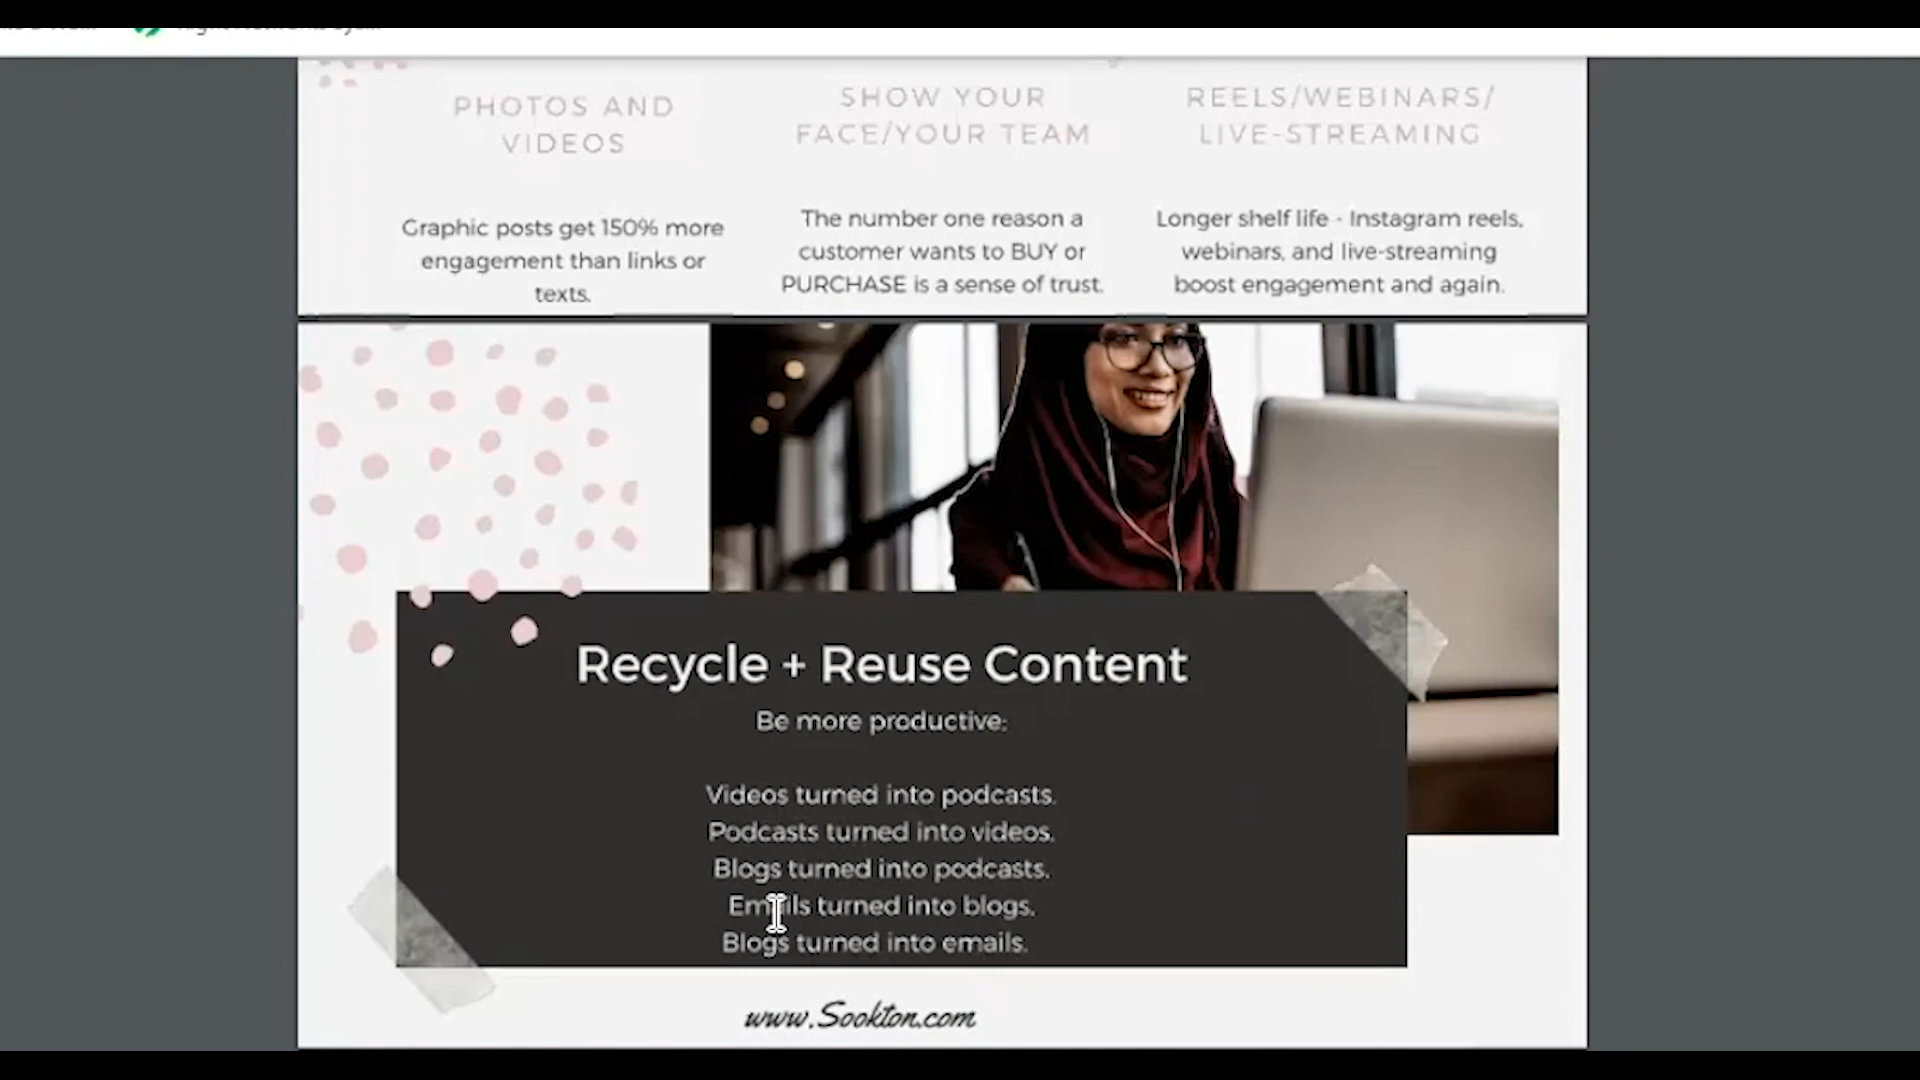 PHOTOS AND
VIDEOS
Graphic posts get 150% more
engagement than links or
texts.
SHOW YOUR
FACE/YOUR TEAM
The number one reason a
customer wants to BUY or
PURCHASE is a sense of trust.
REELS/WEBINARS/
LIVE-STREAMING
Longer shelf life - Instagram reels,
webinars, and live-streaming
boost engagement and again.
Recycle + Reuse Content
Be more productive:
Videos turned into podcasts.
Podcasts turned into videos.
Blogs turned into podcasts.
Emails turned into blogs.
Blogs turned into emails.
www.Sookton.com